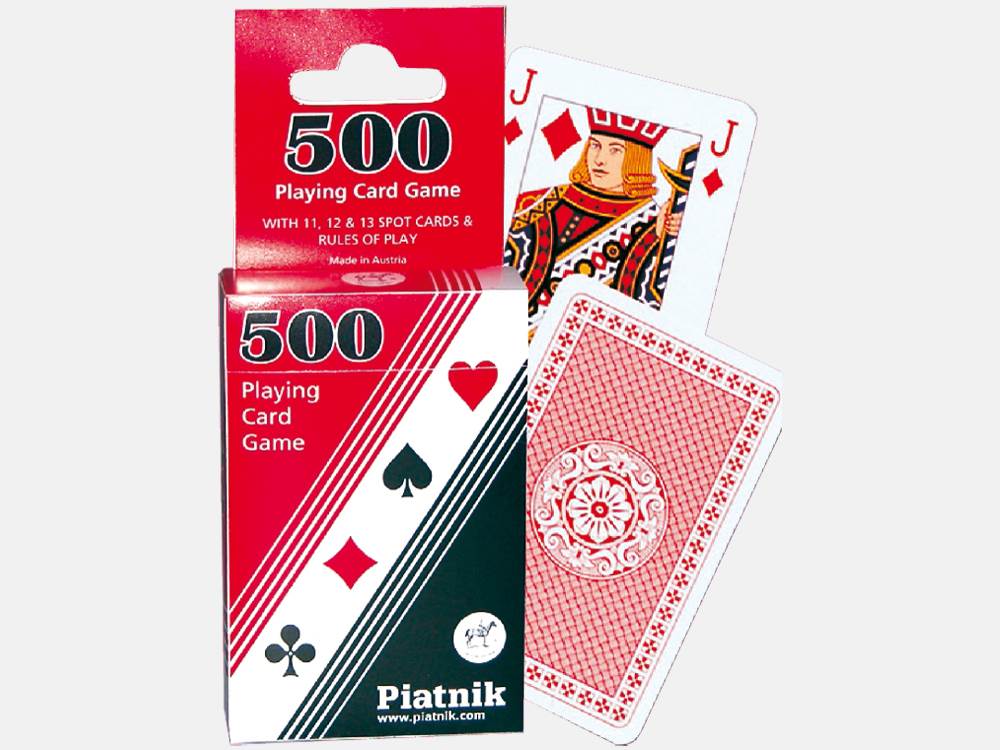 500
Playing Card Game
WITH 11, 12 & 13 SPOT CARDS &
RULES OF PLAY
Made in Austria
500
Playing
Card
Game
Piatnik
www.piatnik.com
J
J